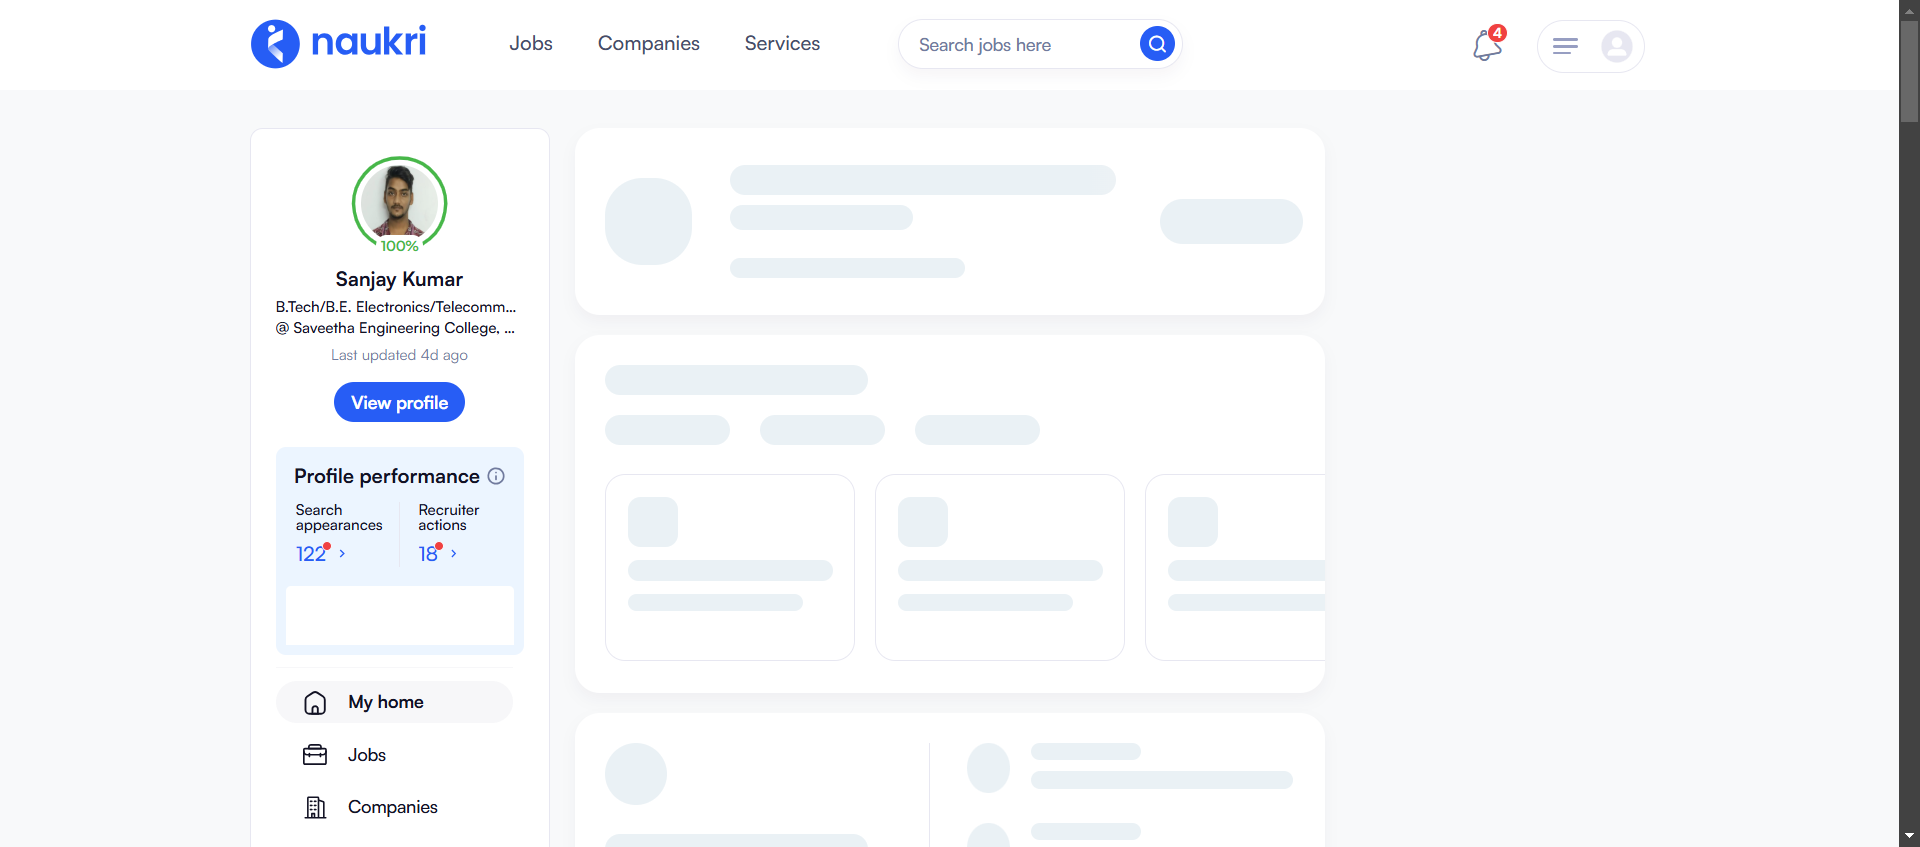 naukri
Jobs
Companies
Services
Search jobs here
4
100%
Sanjay Kumar
B.Tech/B.E. Electronics/Telecomm...
@ Saveetha Engineering College, ...
Last updated 4d ago
View profile
Profile performance
Search
appearances
122
Recruiter
actions
18
My home
Jobs
Companies